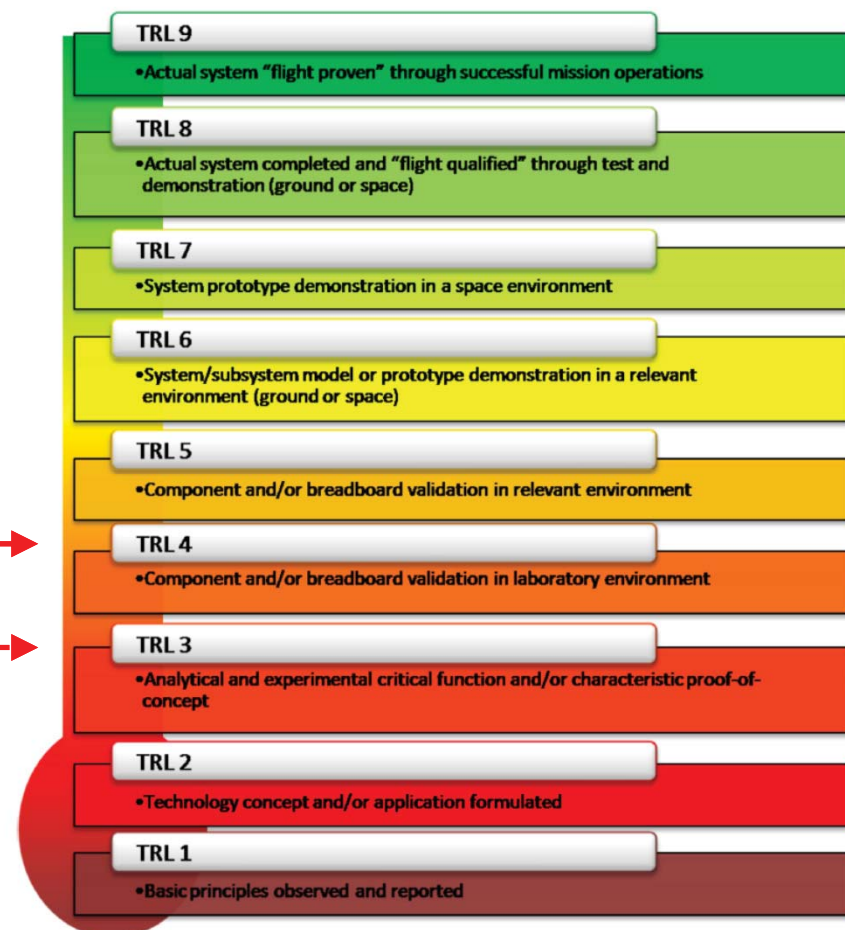 TRL 9
•Actual system “flight proven” through successful mission operations
TRL 8
•Actual system completed and “flight qualified” through test and
demonstration (ground or space)
TRL 7
•System prototype demonstration in a space environment
TRL 6
•System/subsystem model or prototype demonstration in a relevant
environment (ground or space)
TRL 5
•Component and/or breadboard validation in relevant environment
TRL 4
•Component and/or breadboard validation in laboratory environment
TRL 3
•Analytical and experimental critical function and/or characteristic proof-of-
concept
TRL 2
•Technology concept and/or application formulated
TRL 1
•Basic principles observed and reported